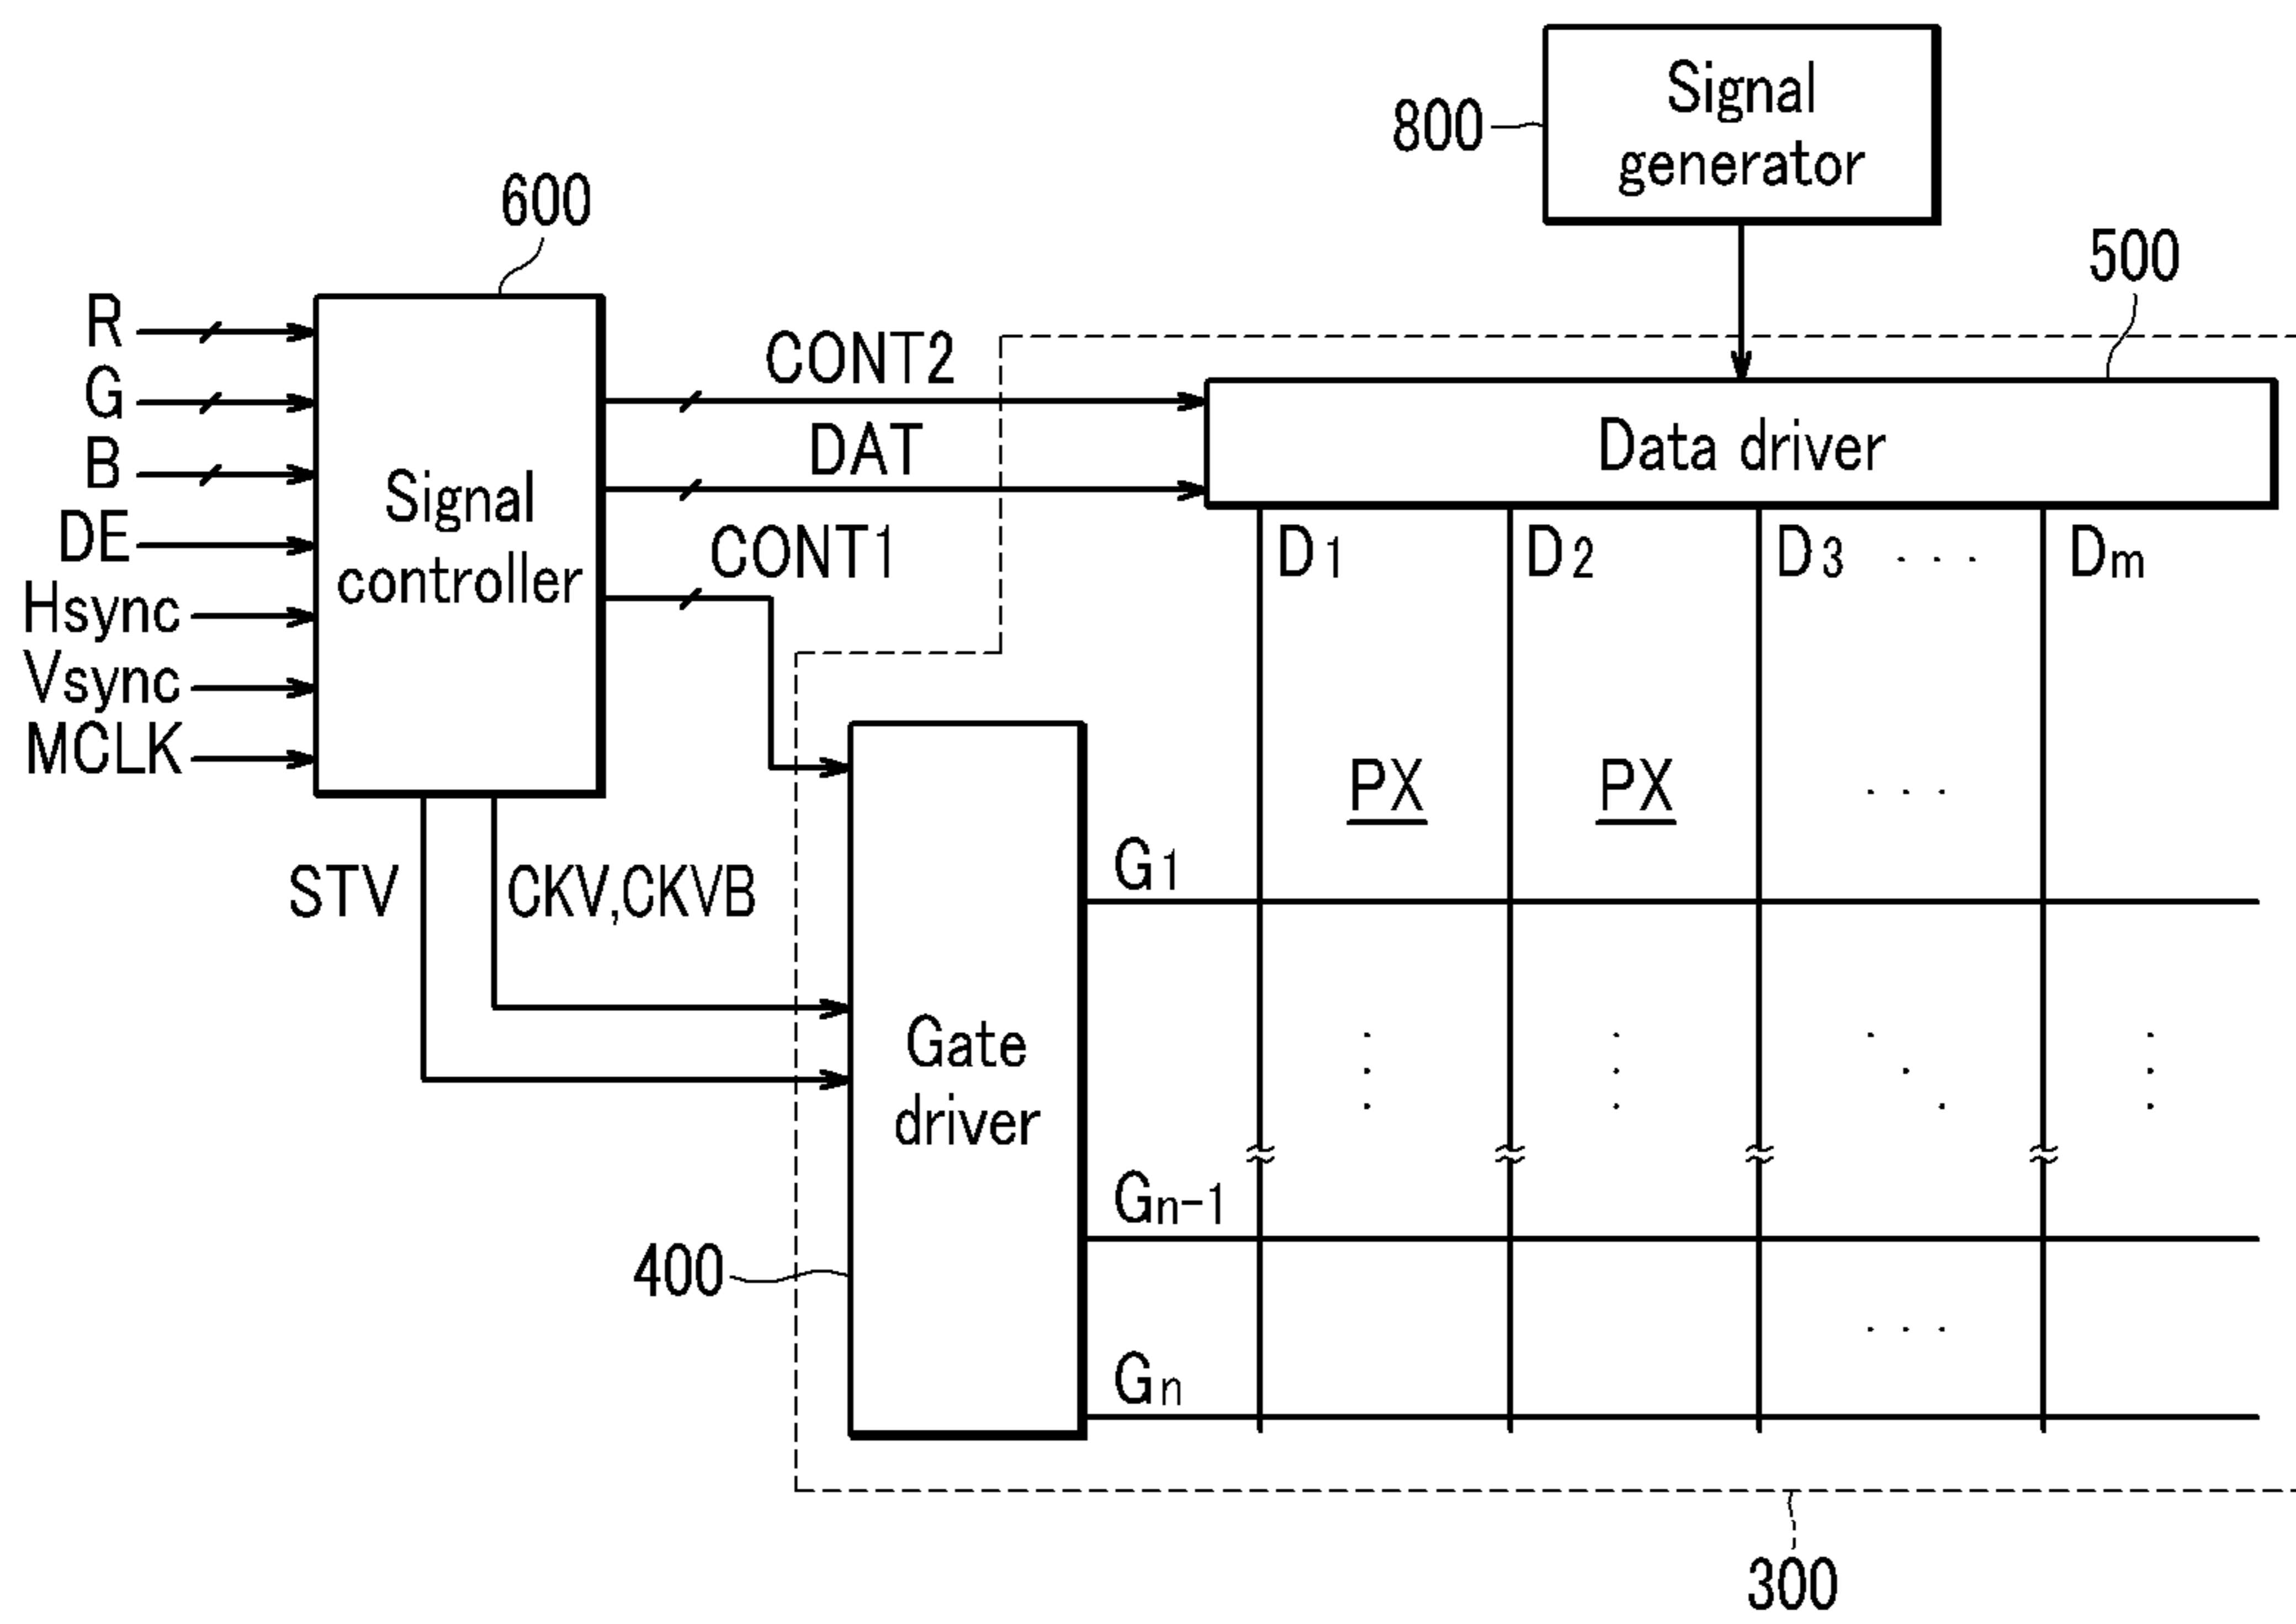 Signal
generator
800
600
500
R
G
B
DE
Hsync
Vsync
MCLK
Signal
controller
CONT2
DAT
CONT1
Data driver
D1 D2 D3 ... Dm
PX PX ...
STV
CKV,CKVB
G1
Gate
driver
Gn-1
400
...
Gn
300